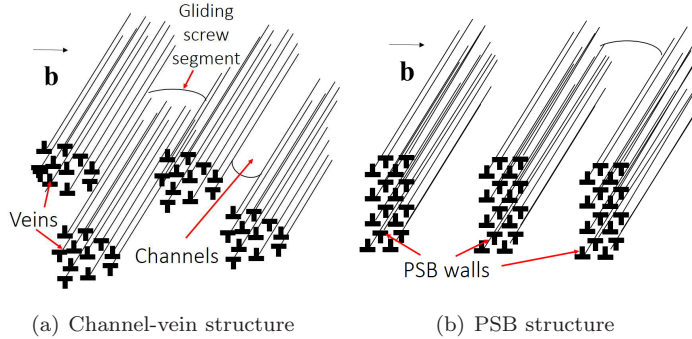 Gliding
screw
segment
b
Veins
Channels
(a) Channel-vein structure
b
PSB walls
(b) PSB structure